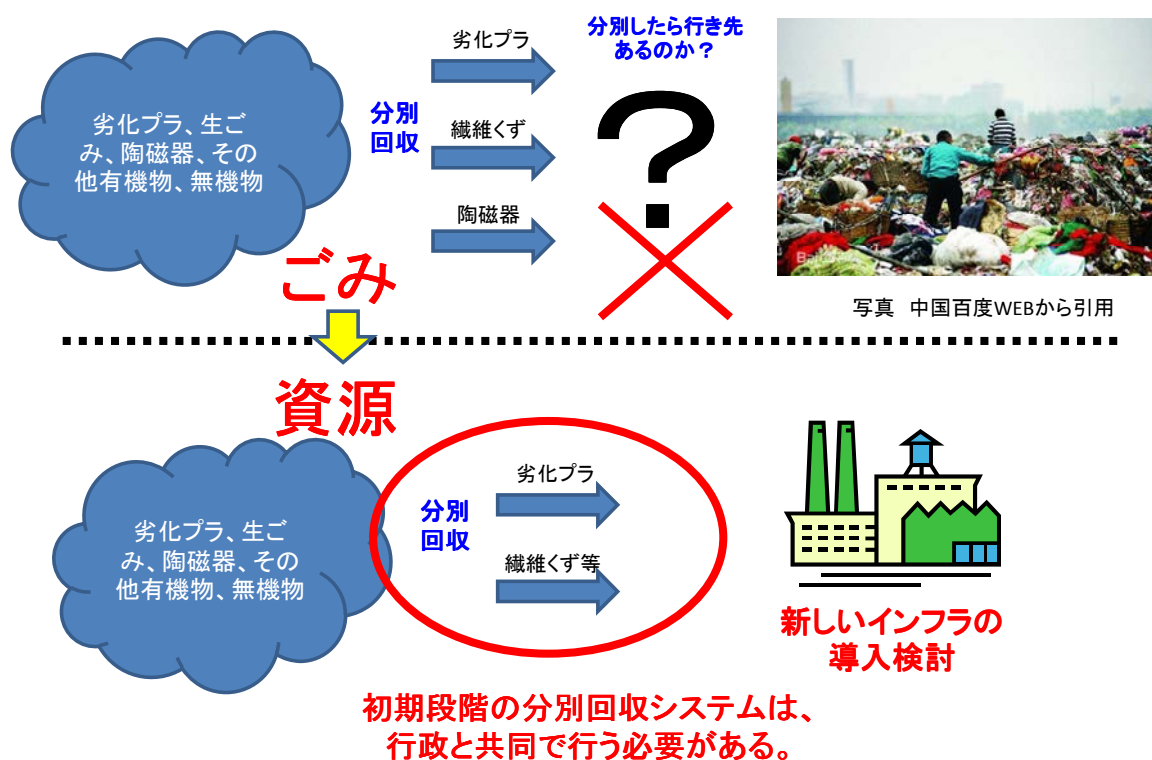 劣化プラ、生ご
み、陶磁器、その
他有機物、無機物
分別
回収
劣化プラ
繊維くず
陶磁器
分別したら行き先
あるのか？
?
写真　中国百度WEBから引用
ごみ
資源
劣化プラ、生ご
み、陶磁器、その
他有機物、無機物
分別
回収
劣化プラ
繊維くず等
新しいインフラの
導入検討
初期段階の分別回収システムは、
行政と共同で行う必要がある。